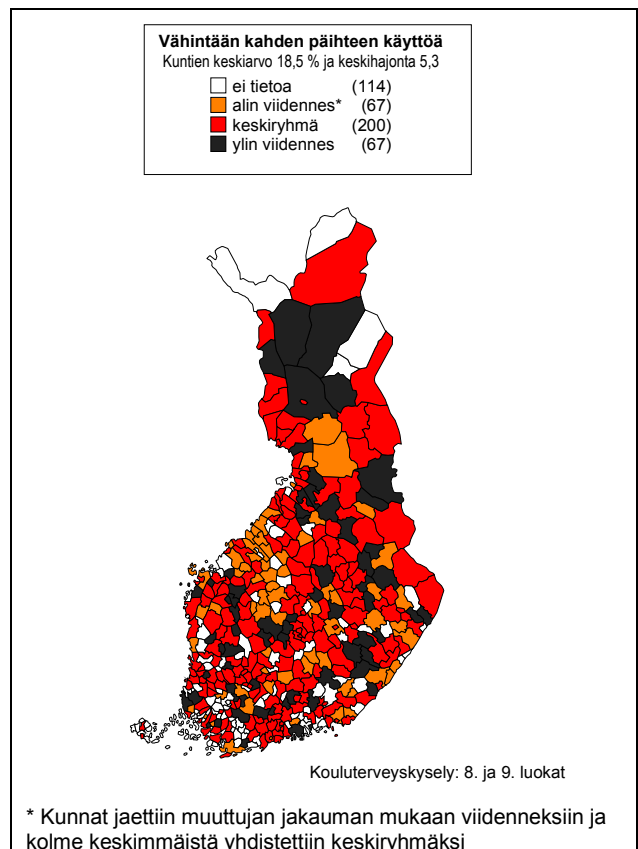 Vähintään kahden päihteen käyttöä
Kuntien keskiarvo 18,5 % ja keskihajonta 5,3
ei tietoa (114)
alin viidennes* (67)
keskiryhmä (200)
ylin viidennes (67)
Kouluterveyskysely: 8. ja 9. luokat
* Kunnat jaettiin muuttujan jakauman mukaan viidenneksiin ja
kolme keskimmäistä yhdistettiin keskiryhmäksi